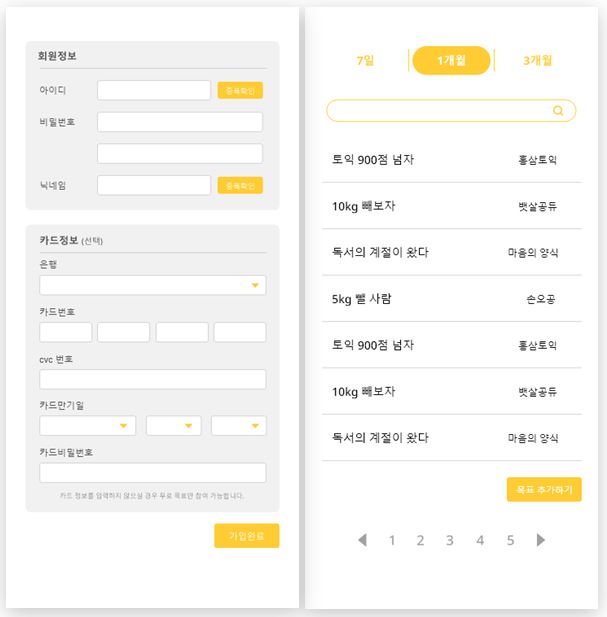 회원정보
아이디
중복확인
비밀번호
닉네임
중복확인
카드정보 (선택)
은행
카드번호
cvc 번호
카드만기일
카드비밀번호
카드 정보를 입력하지 않으실 경우 무료 목표만 참여 가능합니다.
가입완료
7일 1개월 3개월
토익 900점 넘자 홍삼토익
10kg 빼보자 뱃살공듀
독서의 계절이 왔다 마음의 양식
5kg 뺄 사람 손오공
토익 900점 넘자 홍삼토익
10kg 빼보자 뱃살공듀
독서의 계절이 왔다 마음의 양식
목표 추가하기
1 2 3 4 5